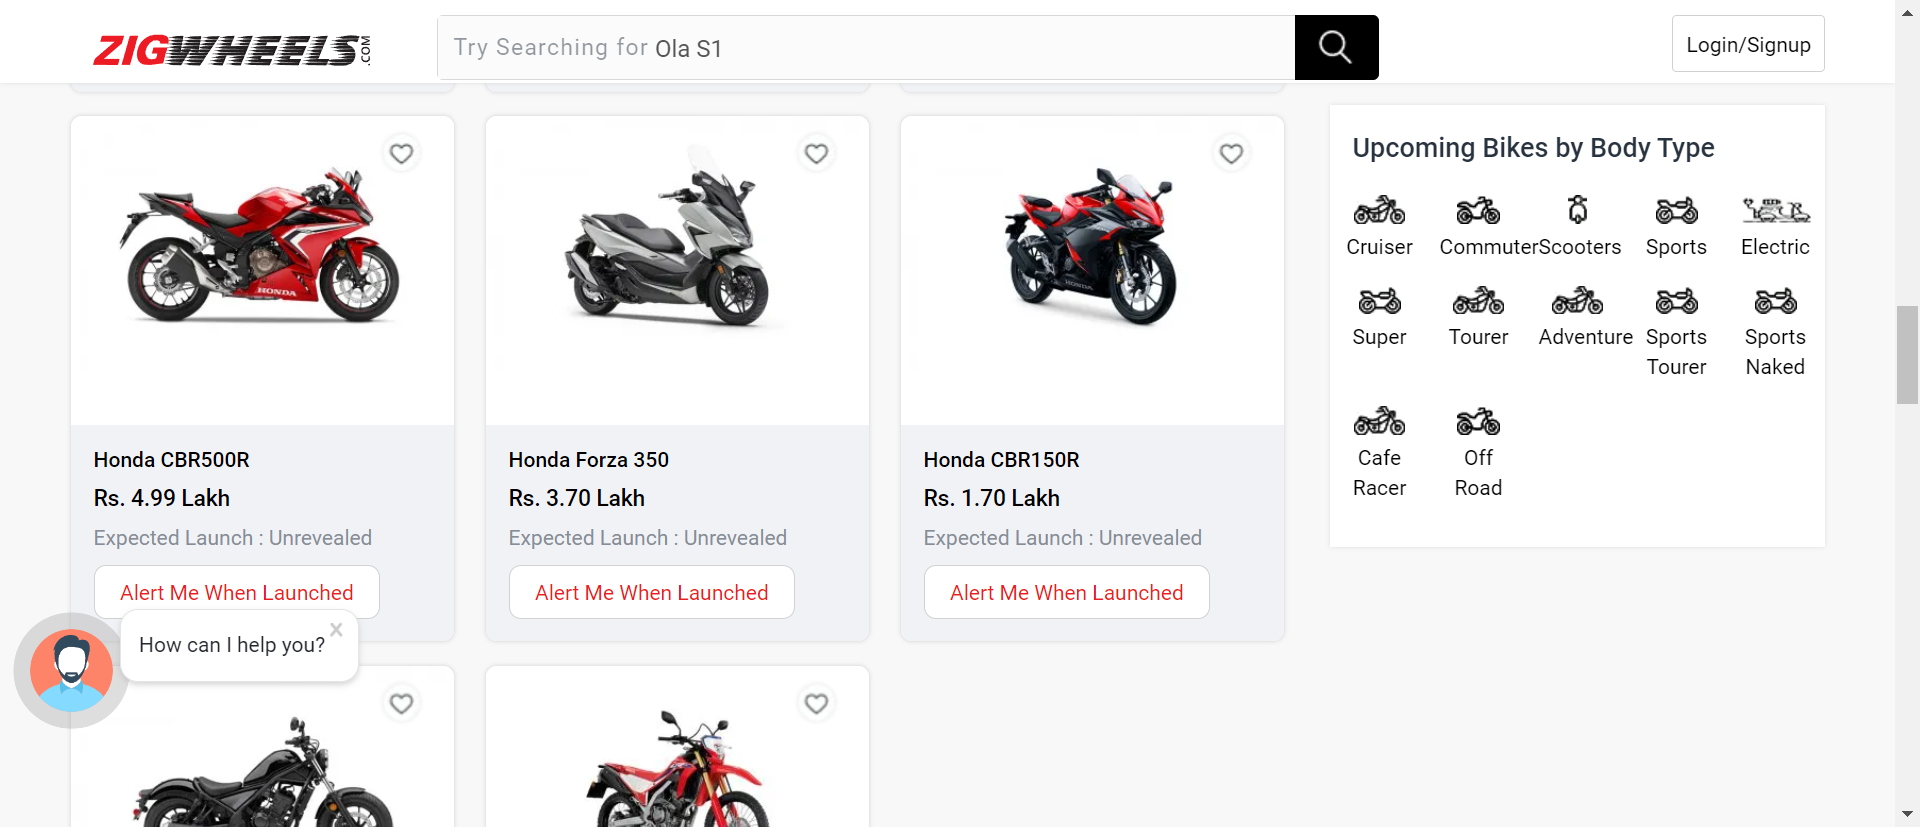 ZIGWHEELS.COM
Try Searching for Ola S1
Login/Signup
HONDA
HONDA
Honda CBR500R
Rs. 4.99 Lakh
Expected Launch : Unrevealed
Alert Me When Launched
Honda Forza 350
Rs. 3.70 Lakh
Expected Launch : Unrevealed
Alert Me When Launched
Honda CBR150R
Rs. 1.70 Lakh
Expected Launch : Unrevealed
Alert Me When Launched
Upcoming Bikes by Body Type
Cruiser
Commuter
Scooters
Sports
Electric
Super
Tourer
Adventure
Sports
Tourer
Sports
Naked
Cafe
Racer
Off
Road
How can I help you?